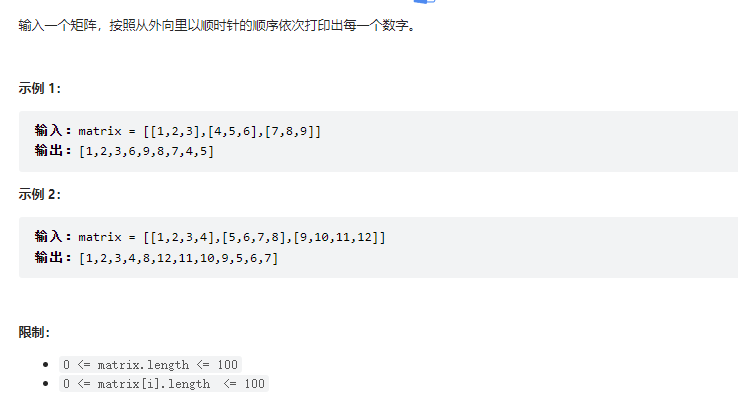 输入一个矩阵，按照从外向里以顺时针的顺序依次打印出每一个数字。
示例 1：
输入：matrix = [[1,2,3],[4,5,6],[7,8,9]]
输出：[1,2,3,6,9,8,7,4,5]
示例 2：
输入：matrix = [[1,2,3,4],[5,6,7,8],[9,10,11,12]]
输出：[1,2,3,4,8,12,11,10,9,5,6,7]
限制：
0 <= matrix.length <= 100
0 <= matrix[i].length <= 100